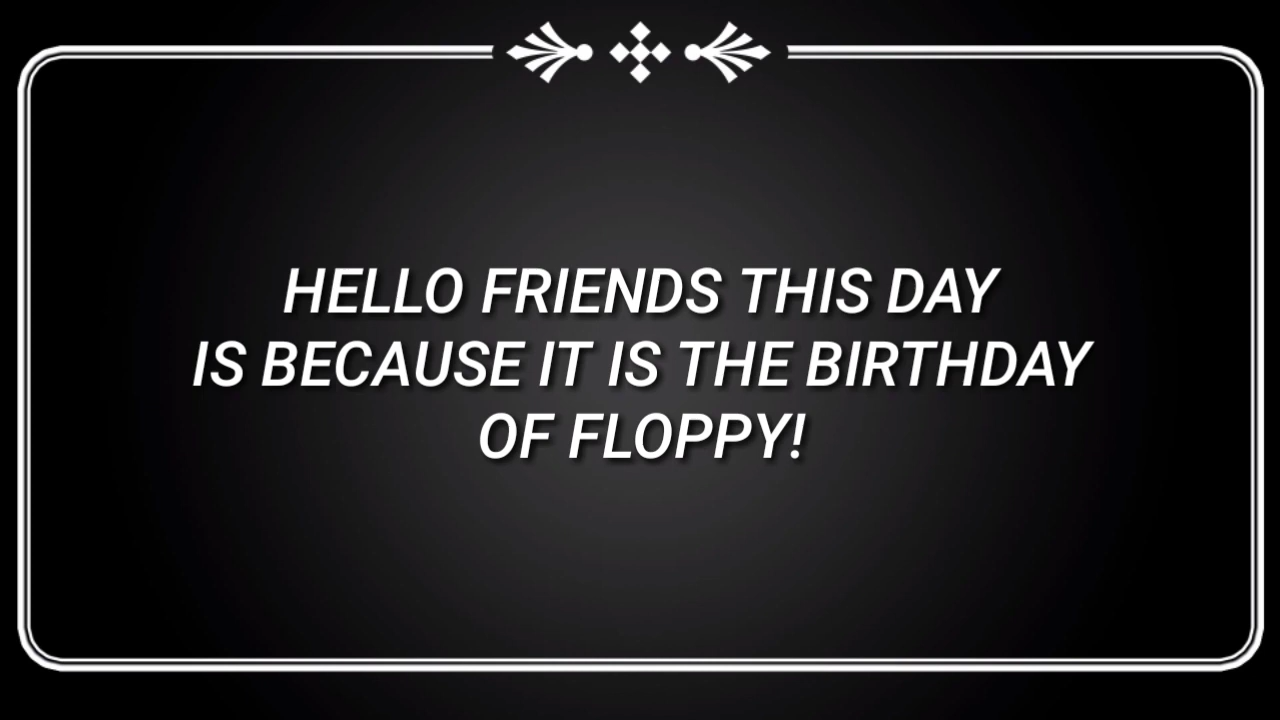 HELLO FRIENDS THIS DAY
IS BECAUSE IT IS THE BIRTHDAY
OF FLOPPY!